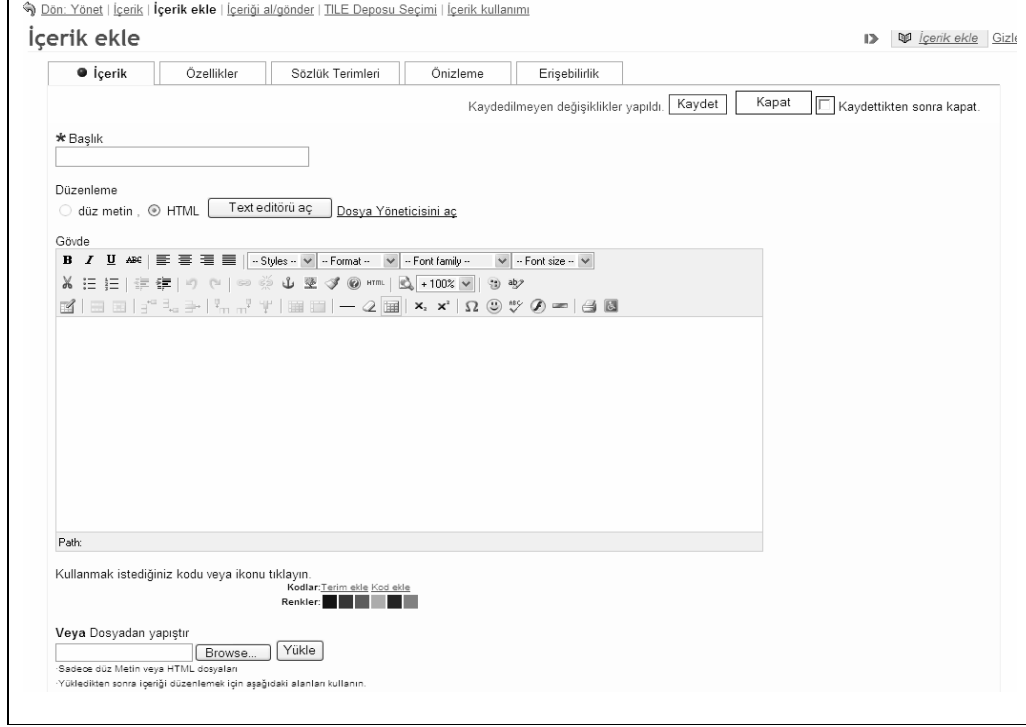 Dön: Yönet | İçerik | İçerik ekle | İçeriği al/gönder | TILE Deposu Seçimi | İçerik kullanımı
İçerik ekle
İçerik ekle Gizle
İçerik Özellikler Sözlük Terimleri Önizleme Erişebilirlik
Kaydedilmeyen değişiklikler yapıldı. Kaydet Kapat Kaydettikten sonra kapat.
* Başlık
Düzenleme
düz metin , HTML Text editörü aç Dosya Yöneticisini aç
Gövde
B I U ABC -- Styles -- -- Format -- -- Font family -- -- Font size --
HTML + 100%
Path:
Kullanmak istediğiniz kodu veya ikonu tıklayın.
Kodlar: Terim ekle Kod ekle
Renkler:
Veya Dosyadan yapıştır
Browse... Yükle
·Sadece düz Metin veya HTML dosyaları
·Yükledikten sonra içeriği düzenlemek için aşağıdaki alanları kullanın.